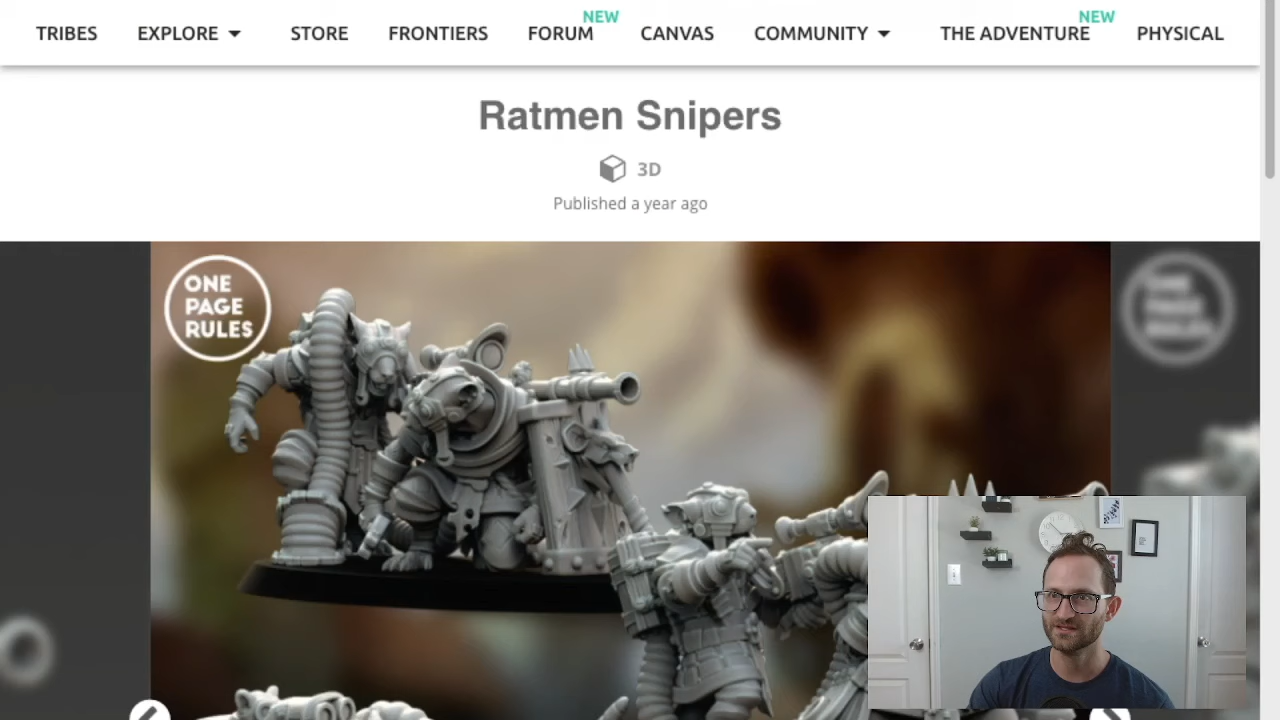 NEW NEW
TRIBES EXPLORE STORE FRONTIERS FORUM CANVAS COMMUNITY THE ADVENTURE PHYSICAL
Ratmen Snipers
3D
Published a year ago
ONE
PAGE
RULES